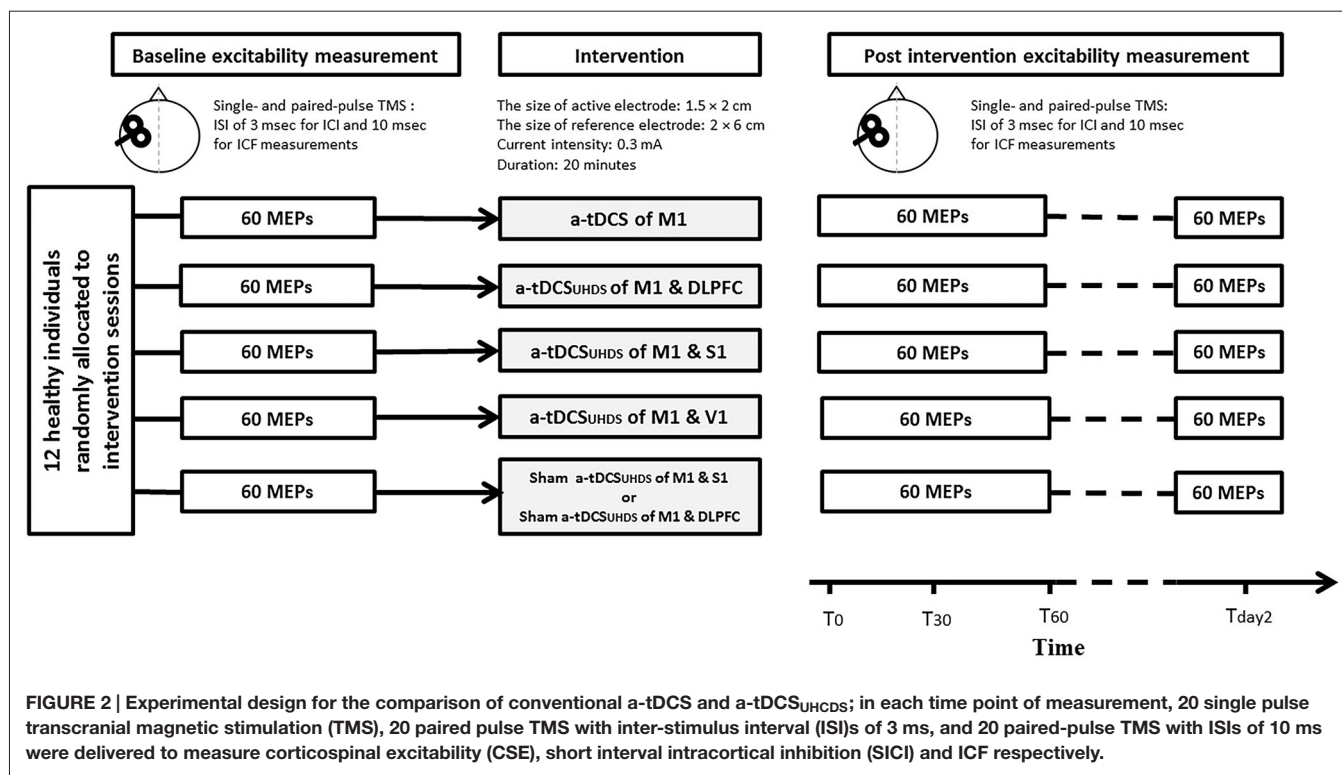 Baseline excitability measurement
Intervention
Post intervention excitability measurement
Single- and paired-pulse TMS :
ISI of 3 msec for ICI and 10 msec
for ICF measurements
The size of active electrode: 1.5 × 2 cm
The size of reference electrode: 2 × 6 cm
Current intensity: 0.3 mA
Duration: 20 minutes
Single- and paired-pulse TMS:
ISI of 3 msec for ICI and 10 msec
for ICF measurements
12 healthy individuals
randomly allocated to
intervention sessions
60 MEPs
a-tDCS of M1
60 MEPs
60 MEPs
60 MEPs
a-tDCSUHDS of M1 & DLPFC
60 MEPs
60 MEPs
60 MEPs
a-tDCSUHDS of M1 & S1
60 MEPs
60 MEPs
60 MEPs
a-tDCSUHDS of M1 & V1
60 MEPs
60 MEPs
60 MEPs
Sham a-tDCSUHDS of M1 & S1
or
Sham a-tDCSUHDS of M1 & DLPFC
60 MEPs
60 MEPs
T0
T30
T60
Tday2
Time
FIGURE 2 | Experimental design for the comparison of conventional a-tDCS and a-tDCSUHCDS; in each time point of measurement, 20 single pulse
transcranial magnetic stimulation (TMS), 20 paired pulse TMS with inter-stimulus interval (ISI)s of 3 ms, and 20 paired-pulse TMS with ISIs of 10 ms
were delivered to measure corticospinal excitability (CSE), short interval intracortical inhibition (SICI) and ICF respectively.